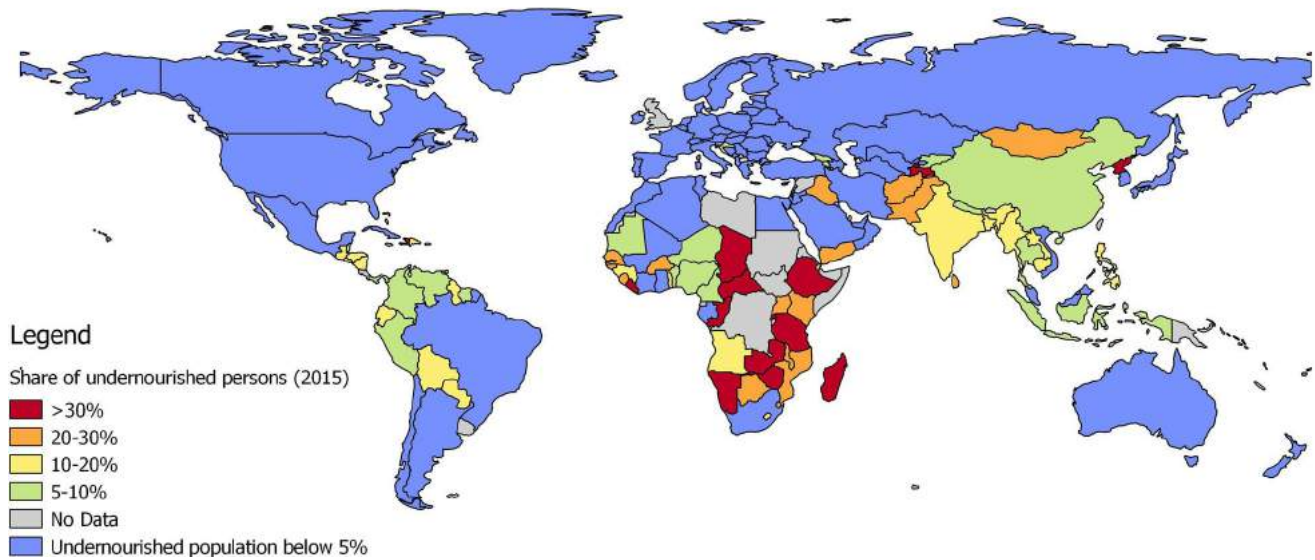 Legend
Share of undernourished persons (2015)
>30%
20-30%
10-20%
5-10%
No Data
Undernourished population below 5%